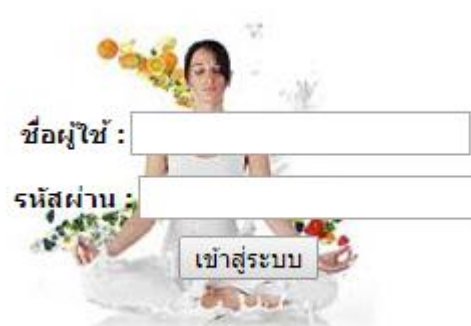 ชื่อผู้ใช้ :
รหัสผ่าน :
เข้าสู่ระบบ